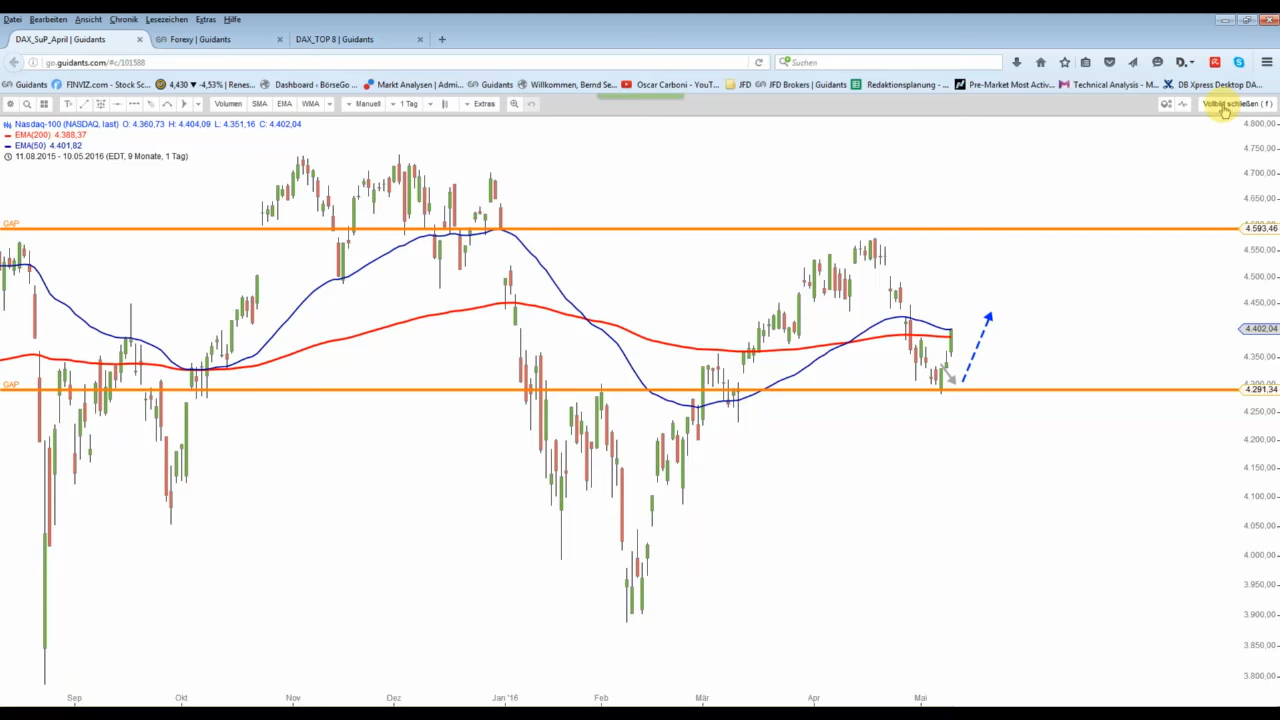 Datei Bearbeiten Ansicht Chronik Lesezeichen Extras Hilfe
DAX_SuP_April | Guidants × Forexy | Guidants × DAX_TOP 8 | Guidants × +
go.guidants.com/#c/101588 Suchen
Guidants FINVIZ.com - Stock Sc... 4,430 ▾ -4,53% | Renes... Dashboard ‹ BörseGo ... Markt Analysen | Admi... Willkommen, Bernd Se... Oscar Carboni - YouT... JFD JFD Brokers | Guidants Redaktionsplanung - ... Most Active... Technical Analysis - M... DB Xpress Desktop DA...
Volumen SMA EMA WMA Manuell 1 Tag Extras Vollbild schließen ( f )
Nasdaq-100 (NASDAQ, last) O: 4.360,73 H: 4.404,09 L: 4.351,16 C: 4.402,04
EMA(200) 4.388,37
EMA(50) 4.401,82
11.08.2015 - 10.05.2016 (EDT, 9 Monate, 1 Tag)
4.800,00
4.750,00
4.700,00
4.650,00
GAP
4.593,46
4.550,00
4.500,00
4.450,00
4.402,04
4.350,00
GAP
4.291,34
4.250,00
4.200,00
4.150,00
4.100,00
4.050,00
4.000,00
3.950,00
3.900,00
3.850,00
3.800,00
Sep Okt Nov Dez Jan '16 Feb Mär Apr Mai